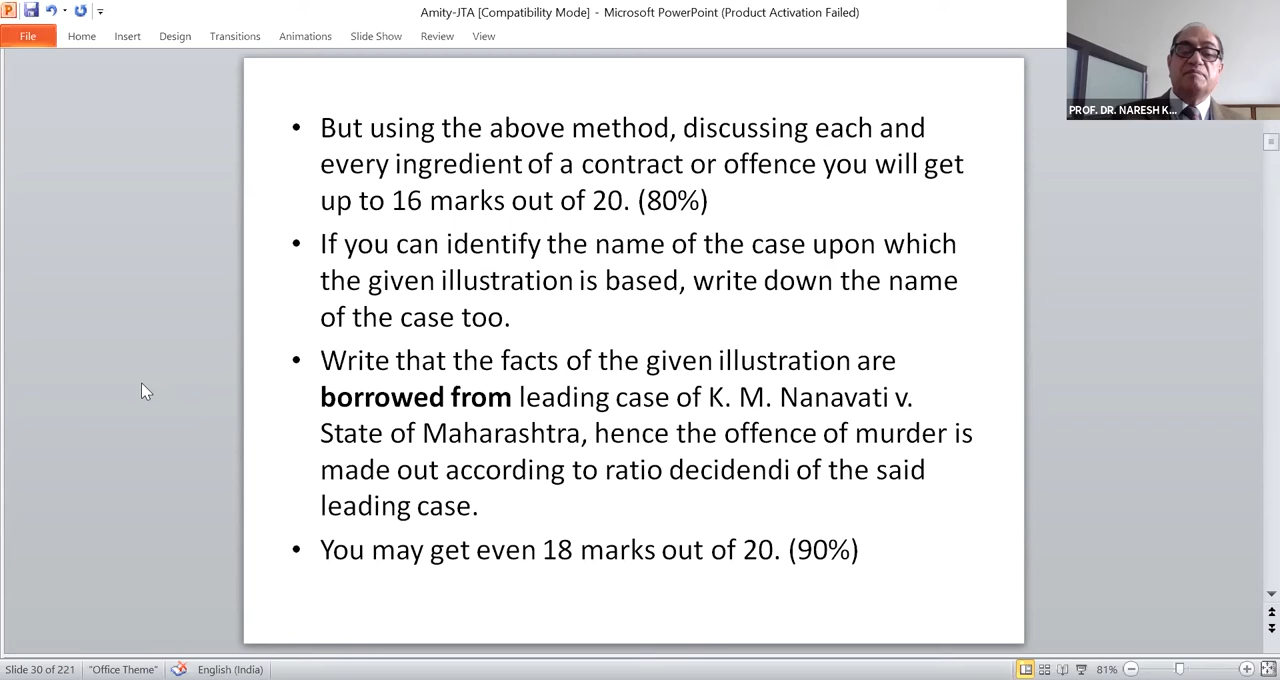 Amity-JTA [Compatibility Mode] - Microsoft PowerPoint (Product Activation Failed)
File Home Insert Design Transitions Animations Slide Show Review View
PROF. DR. NARESH K...
• But using the above method, discussing each and
every ingredient of a contract or offence you will get
up to 16 marks out of 20. (80%)
• If you can identify the name of the case upon which
the given illustration is based, write down the name
of the case too.
• Write that the facts of the given illustration are
borrowed from leading case of K. M. Nanavati v.
State of Maharashtra, hence the offence of murder is
made out according to ratio decidendi of the said
leading case.
• You may get even 18 marks out of 20. (90%)
Slide 30 of 221 "Office Theme" English (India) 81%